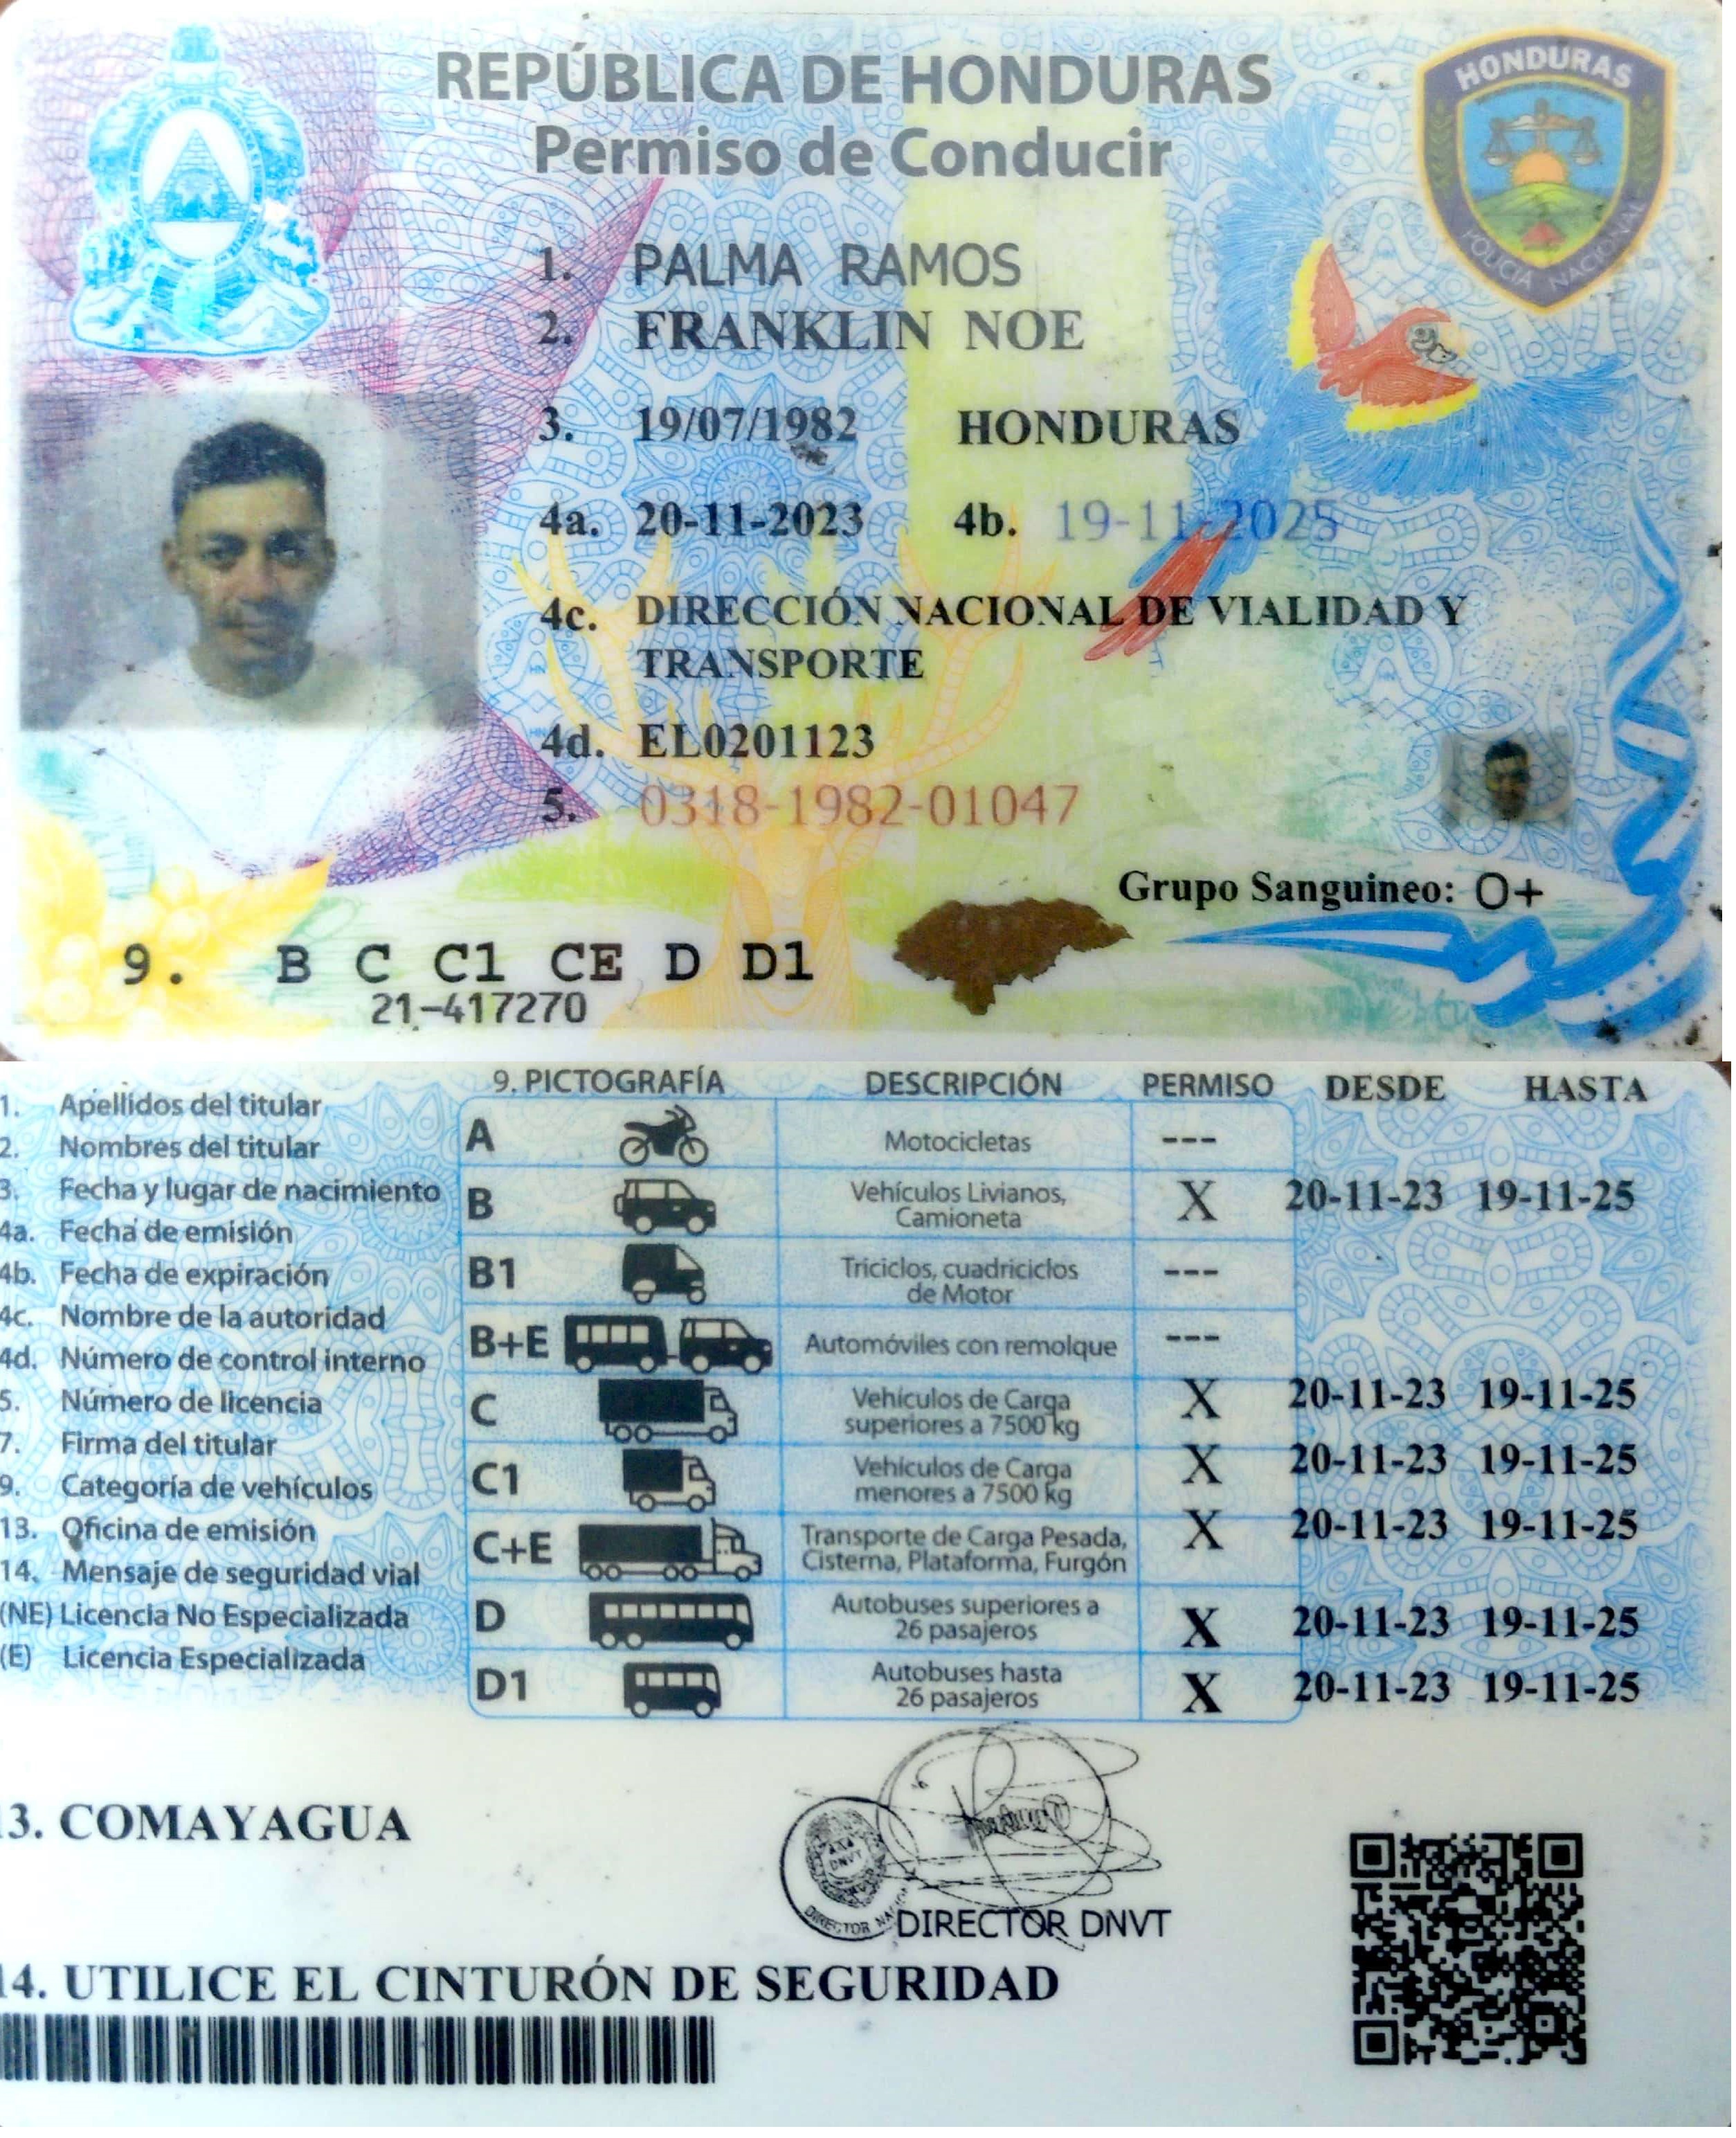 REPÚBLICA DE HONDURAS
Permiso de Conducir
HONDURAS
POLICIA NACIONAL
1. PALMA RAMOS
2. FRANKLIN NOE
3. 19/07/1982 HONDURAS
4a. 20-11-2023 4b. 19-11-2025
4c. DIRECCIÓN NACIONAL DE VIALIDAD Y
TRANSPORTE
4d. EL0201123
5. 0318-1982-01047
Grupo Sanguineo: O+
9. B C C1 CE D D1
21-417270
1. Apellidos del titular
2. Nombres del titular
3. Fecha y lugar de nacimiento
4a. Fecha de emisión
4b. Fecha de expiración
4c. Nombre de la autoridad
4d. Número de control interno
5. Número de licencia
7. Firma del titular
9. Categoría de vehículos
13. Oficina de emisión
14. Mensaje de seguridad vial
(NE) Licencia No Especializada
(E) Licencia Especializada
9. PICTOGRAFÍA DESCRIPCIÓN PERMISO DESDE HASTA
A Motocicletas ---
B Vehículos Livianos,
Camioneta X 20-11-23 19-11-25
B1 Triciclos, cuadriciclos
de Motor ---
B+E Automóviles con remolque ---
C Vehículos de Carga
superiores a 7500 kg X 20-11-23 19-11-25
C1 Vehículos de Carga
menores a 7500 kg X 20-11-23 19-11-25
C+E Transporte de Carga Pesada,
Cisterna, Plataforma, Furgón X 20-11-23 19-11-25
D Autobuses superiores a
26 pasajeros X 20-11-23 19-11-25
D1 Autobuses hasta
26 pasajeros X 20-11-23 19-11-25
13. COMAYAGUA
DNVT
DIRECTOR
DIRECTOR DNVT
14. UTILICE EL CINTURÓN DE SEGURIDAD